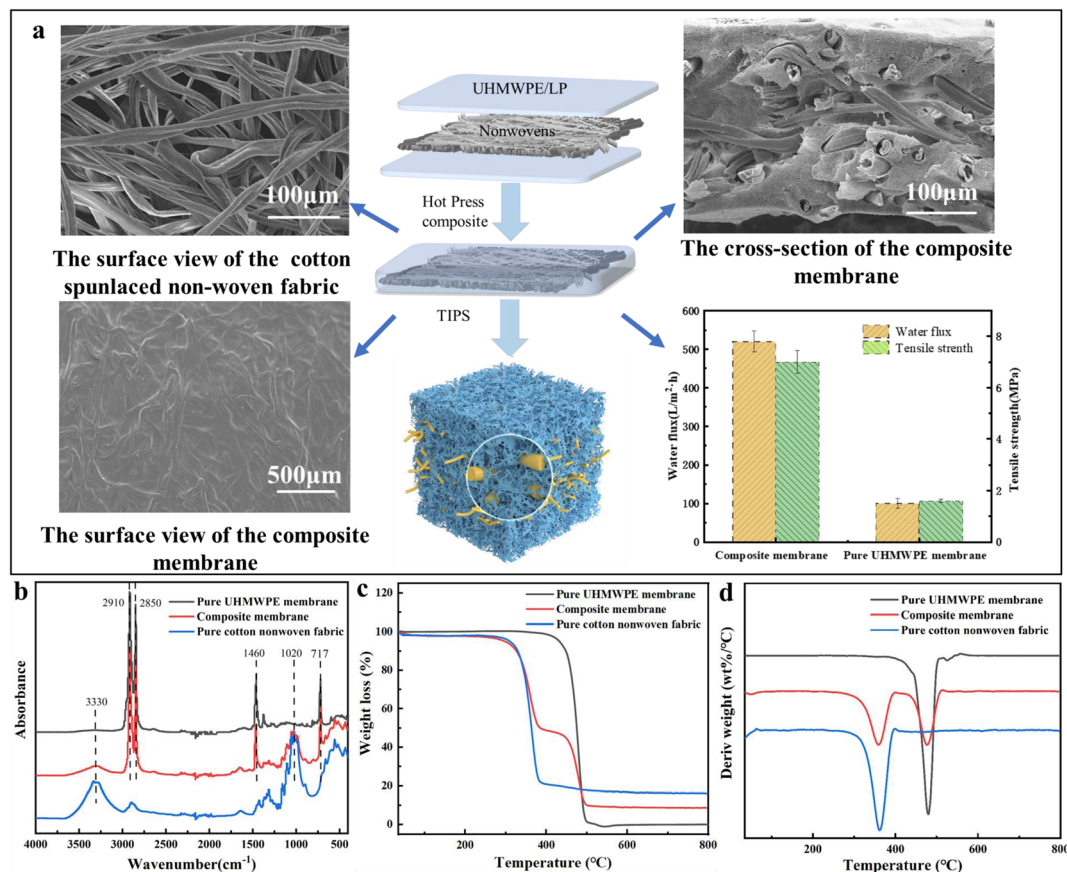 a
100μm
The surface view of the cotton
spunlaced non-woven fabric
UHMWPE/LP
Nonwovens
Hot Press
composite
TIPS
100μm
The cross-section of the composite
membrane
500μm
The surface view of the composite
membrane
Water flux(L/m²·h)
600
500
400
300
200
100
0
Water flux
Tensile strenth
8
6
4
2
0
Tensile strength(MPa)
Composite membrane
Pure UHMWPE membrane
b
Absorbance
2910
2850
3330
1460
1020
717
Pure UHMWPE membrane
Composite membrane
Pure cotton nonwoven fabric
4000 3000 2000 1000 500
Wavenumber(cm⁻¹)
c
Weight loss (%)
120
100
80
60
40
20
0
Pure UHMWPE membrane
Composite membrane
Pure cotton nonwoven fabric
200 400 600 800
Temperature (℃)
d
Deriv weight (wt%/℃)
Pure UHMWPE membrane
Composite membrane
Pure cotton nonwoven fabric
200 400 600 800
Temperature (℃)